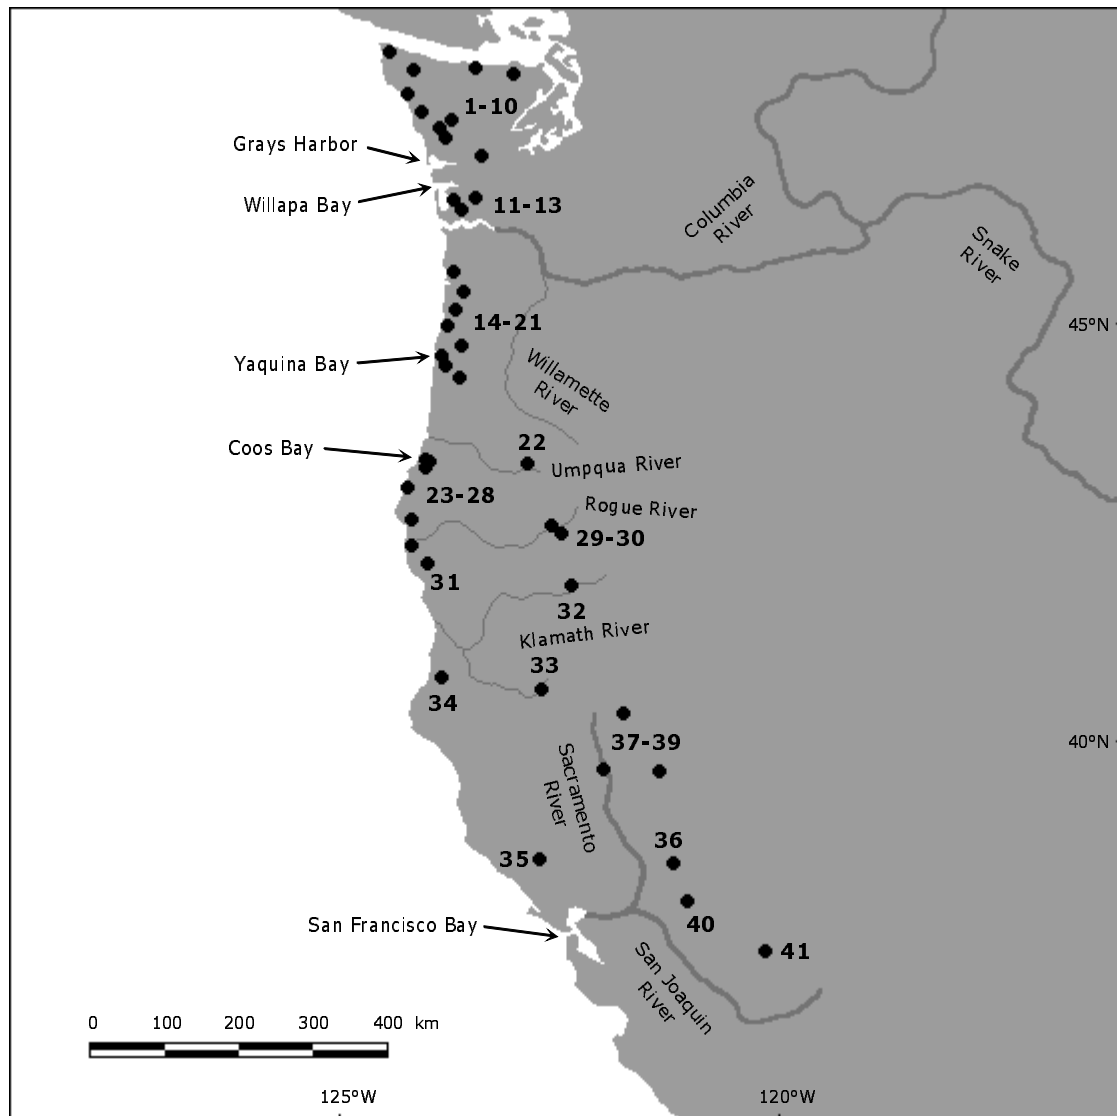 1-10
Grays Harbor
Willapa Bay
11-13
Columbia
River
Snake
River
14-21
45°N
Yaquina Bay
Willamette
River
Coos Bay
22
Umpqua River
23-28
Rogue River
29-30
31
32
Klamath River
33
34
37-39
40°N
Sacramento
River
36
35
San Francisco Bay
40
41
San Joaquin
River
0 100 200 300 400 km
125°W
120°W